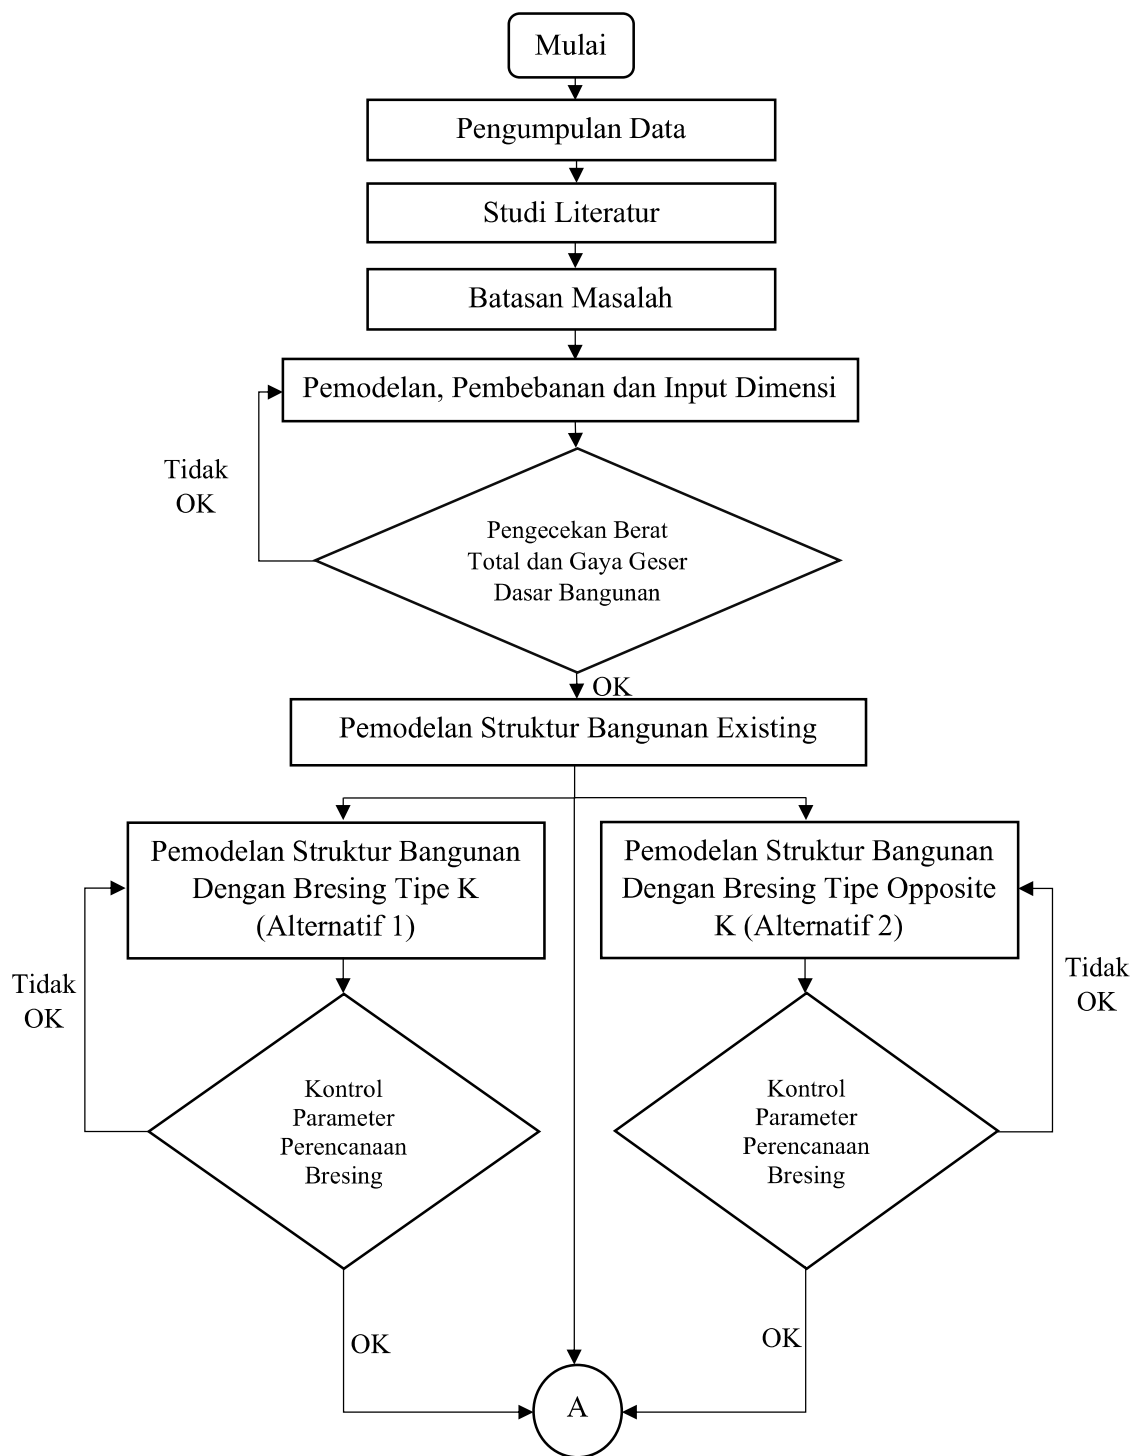 Mulai
Pengumpulan Data
Studi Literatur
Batasan Masalah
Pemodelan, Pembebanan dan Input Dimensi
Tidak
OK
Pengecekan Berat
Total dan Gaya Geser
Dasar Bangunan
OK
Pemodelan Struktur Bangunan Existing
Pemodelan Struktur Bangunan
Dengan Bresing Tipe K
(Alternatif 1)
Pemodelan Struktur Bangunan
Dengan Bresing Tipe Opposite
K (Alternatif 2)
Tidak
OK
Tidak
OK
Kontrol
Parameter
Perencanaan
Bresing
Kontrol
Parameter
Perencanaan
Bresing
OK
OK
A